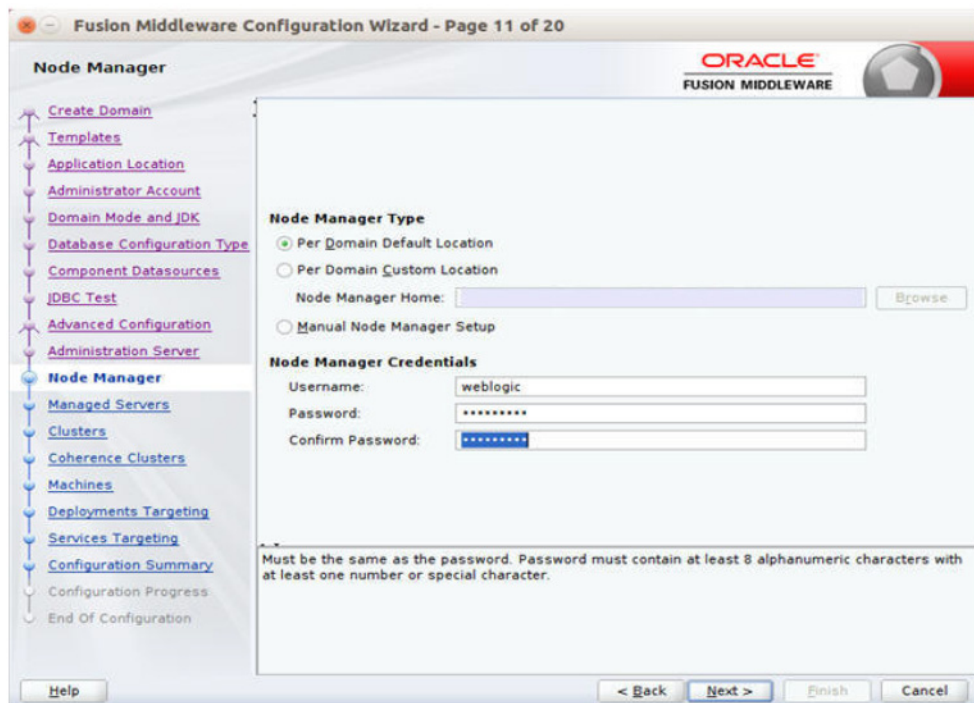 Fusion Middleware Configuration Wizard - Page 11 of 20
Node Manager
ORACLE
FUSION MIDDLEWARE
Create Domain
Templates
Application Location
Administrator Account
Domain Mode and JDK
Database Configuration Type
Component Datasources
JDBC Test
Advanced Configuration
Administration Server
Node Manager
Managed Servers
Clusters
Coherence Clusters
Machines
Deployments Targeting
Services Targeting
Configuration Summary
Configuration Progress
End Of Configuration
Node Manager Type
Per Domain Default Location
Per Domain Custom Location
Node Manager Home: Browse
Manual Node Manager Setup
Node Manager Credentials
Username: weblogic
Password: •••••••••
Confirm Password: •••••••••
Must be the same as the password. Password must contain at least 8 alphanumeric characters with
at least one number or special character.
Help < Back Next > Finish Cancel